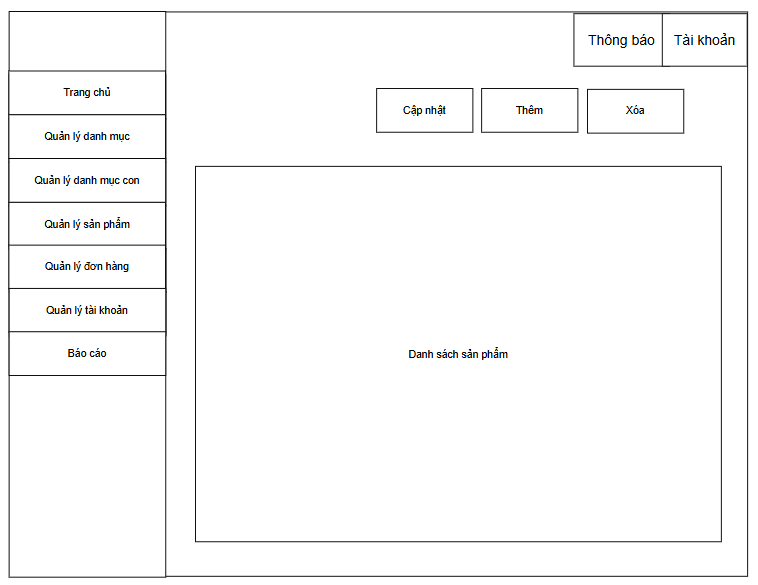 Thông báo
Tài khoản
Trang chủ
Quản lý danh mục
Quản lý danh mục con
Quản lý sản phẩm
Quản lý đơn hàng
Quản lý tài khoản
Báo cáo
Cập nhật
Thêm
Xóa
Danh sách sản phẩm